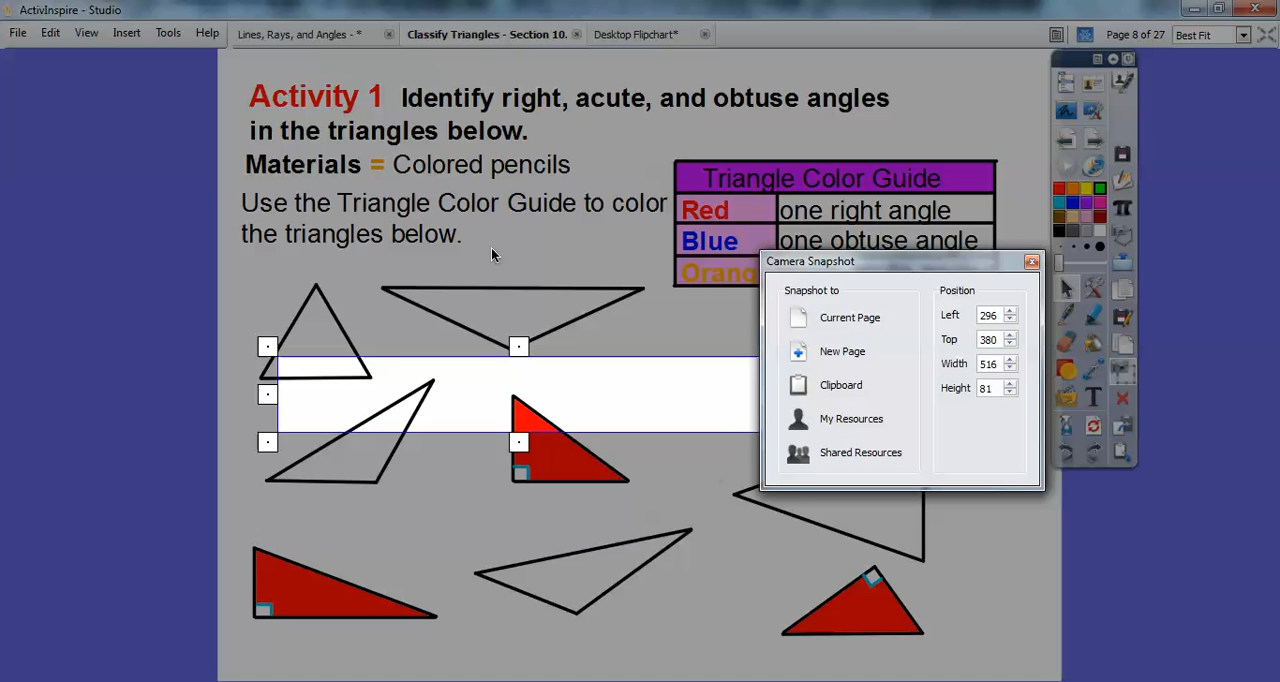 ActivInspire - Studio
File Edit View Insert Tools Help
Lines, Rays, and Angles - *
Classify Triangles - Section 10.
Desktop Flipchart*
Page 8 of 27
Best Fit
Activity 1 Identify right, acute, and obtuse angles
in the triangles below.
Materials = Colored pencils
Use the Triangle Color Guide to color
the triangles below.
Triangle Color Guide
Red one right angle
Blue one obtuse angle
Orang
Camera Snapshot
Snapshot to
Current Page
New Page
Clipboard
My Resources
Shared Resources
Position
Left 296
Top 380
Width 516
Height 81